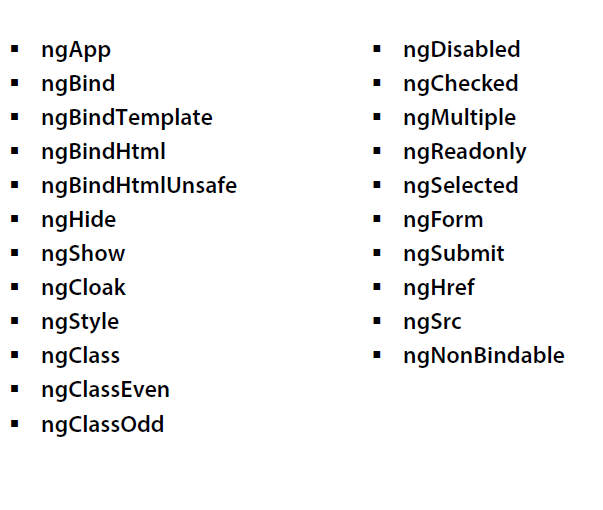 ▪ ngApp
▪ ngBind
▪ ngBindTemplate
▪ ngBindHtml
▪ ngBindHtmlUnsafe
▪ ngHide
▪ ngShow
▪ ngCloak
▪ ngStyle
▪ ngClass
▪ ngClassEven
▪ ngClassOdd
▪ ngDisabled
▪ ngChecked
▪ ngMultiple
▪ ngReadonly
▪ ngSelected
▪ ngForm
▪ ngSubmit
▪ ngHref
▪ ngSrc
▪ ngNonBindable